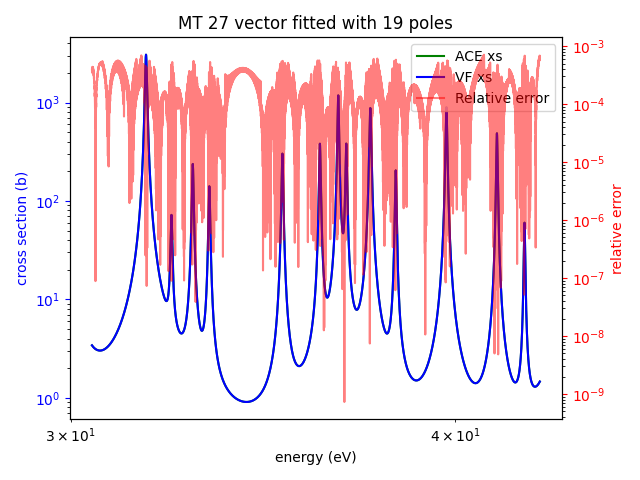 MT 27 vector fitted with 19 poles
ACE xs
VF xs
Relative error
cross section (b)
10³
10²
10¹
10⁰
10⁻³
10⁻⁴
10⁻⁵
10⁻⁶
10⁻⁷
10⁻⁸
10⁻⁹
relative error
3 × 10¹
4 × 10¹
energy (eV)